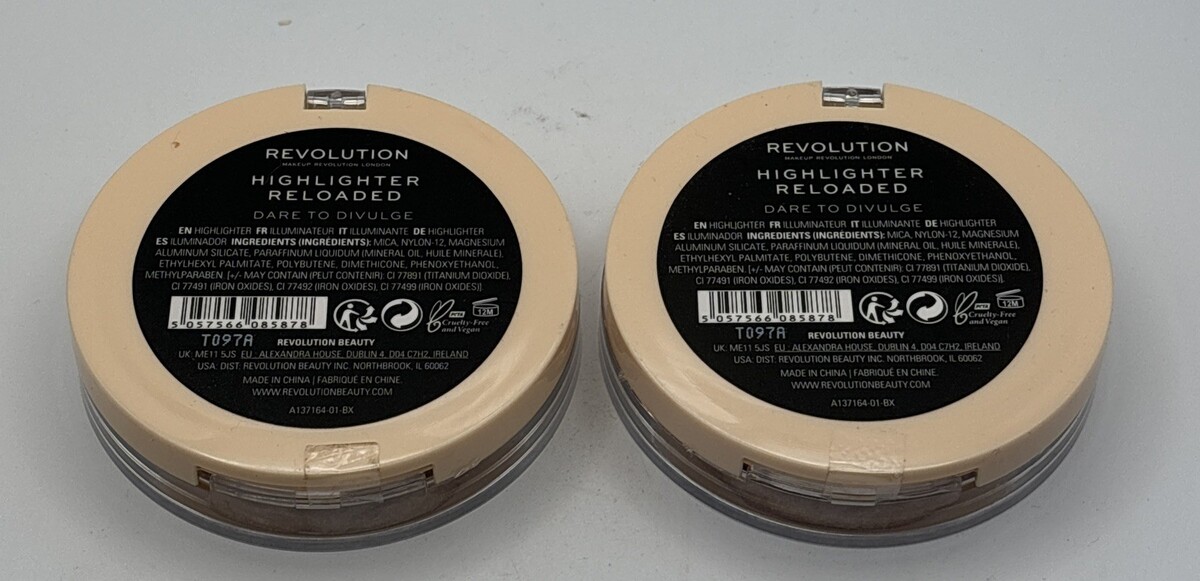 REVOLUTION
MAKEUP REVOLUTION LONDON
HIGHLIGHTER
RELOADED
DARE TO DIVULGE
EN HIGHLIGHTER FR ILLUMINATEUR IT ILLUMINANTE DE HIGHLIGHTER
ES ILUMINADOR INGREDIENTS (INGRÉDIENTS): MICA, NYLON-12, MAGNESIUM
ALUMINUM SILICATE, PARAFFINUM LIQUIDUM (MINERAL OIL, HUILE MINERALE),
ETHYLHEXYL PALMITATE, POLYBUTENE, DIMETHICONE, PHENOXYETHANOL,
METHYLPARABEN. [+/- MAY CONTAIN (PEUT CONTENIR): CI 77891 (TITANIUM DIOXIDE),
CI 77491 (IRON OXIDES), CI 77492 (IRON OXIDES), CI 77499 (IRON OXIDES)].
5 057566 085878
PETA
Cruelty-Free
and Vegan
12M
T097A
REVOLUTION BEAUTY
UK: ME11 5JS EU: ALEXANDRA HOUSE, DUBLIN 4, D04 C7H2, IRELAND
USA: DIST: REVOLUTION BEAUTY INC. NORTHBROOK, IL 60062
MADE IN CHINA | FABRIQUÉ EN CHINE.
WWW.REVOLUTIONBEAUTY.COM
A137164-01-BX
REVOLUTION
MAKEUP REVOLUTION LONDON
HIGHLIGHTER
RELOADED
DARE TO DIVULGE
EN HIGHLIGHTER FR ILLUMINATEUR IT ILLUMINANTE DE HIGHLIGHTER
ES ILUMINADOR INGREDIENTS (INGRÉDIENTS): MICA, NYLON-12, MAGNESIUM
ALUMINUM SILICATE, PARAFFINUM LIQUIDUM (MINERAL OIL, HUILE MINERALE),
ETHYLHEXYL PALMITATE, POLYBUTENE, DIMETHICONE, PHENOXYETHANOL,
METHYLPARABEN. [+/- MAY CONTAIN (PEUT CONTENIR): CI 77891 (TITANIUM DIOXIDE),
CI 77491 (IRON OXIDES), CI 77492 (IRON OXIDES), CI 77499 (IRON OXIDES)].
5 057566 085878
PETA
Cruelty-Free
and Vegan
12M
T097A
REVOLUTION BEAUTY
UK: ME11 5JS EU: ALEXANDRA HOUSE, DUBLIN 4, D04 C7H2, IRELAND
USA: DIST: REVOLUTION BEAUTY INC. NORTHBROOK, IL 60062
MADE IN CHINA | FABRIQUÉ EN CHINE.
WWW.REVOLUTIONBEAUTY.COM
A137164-01-BX